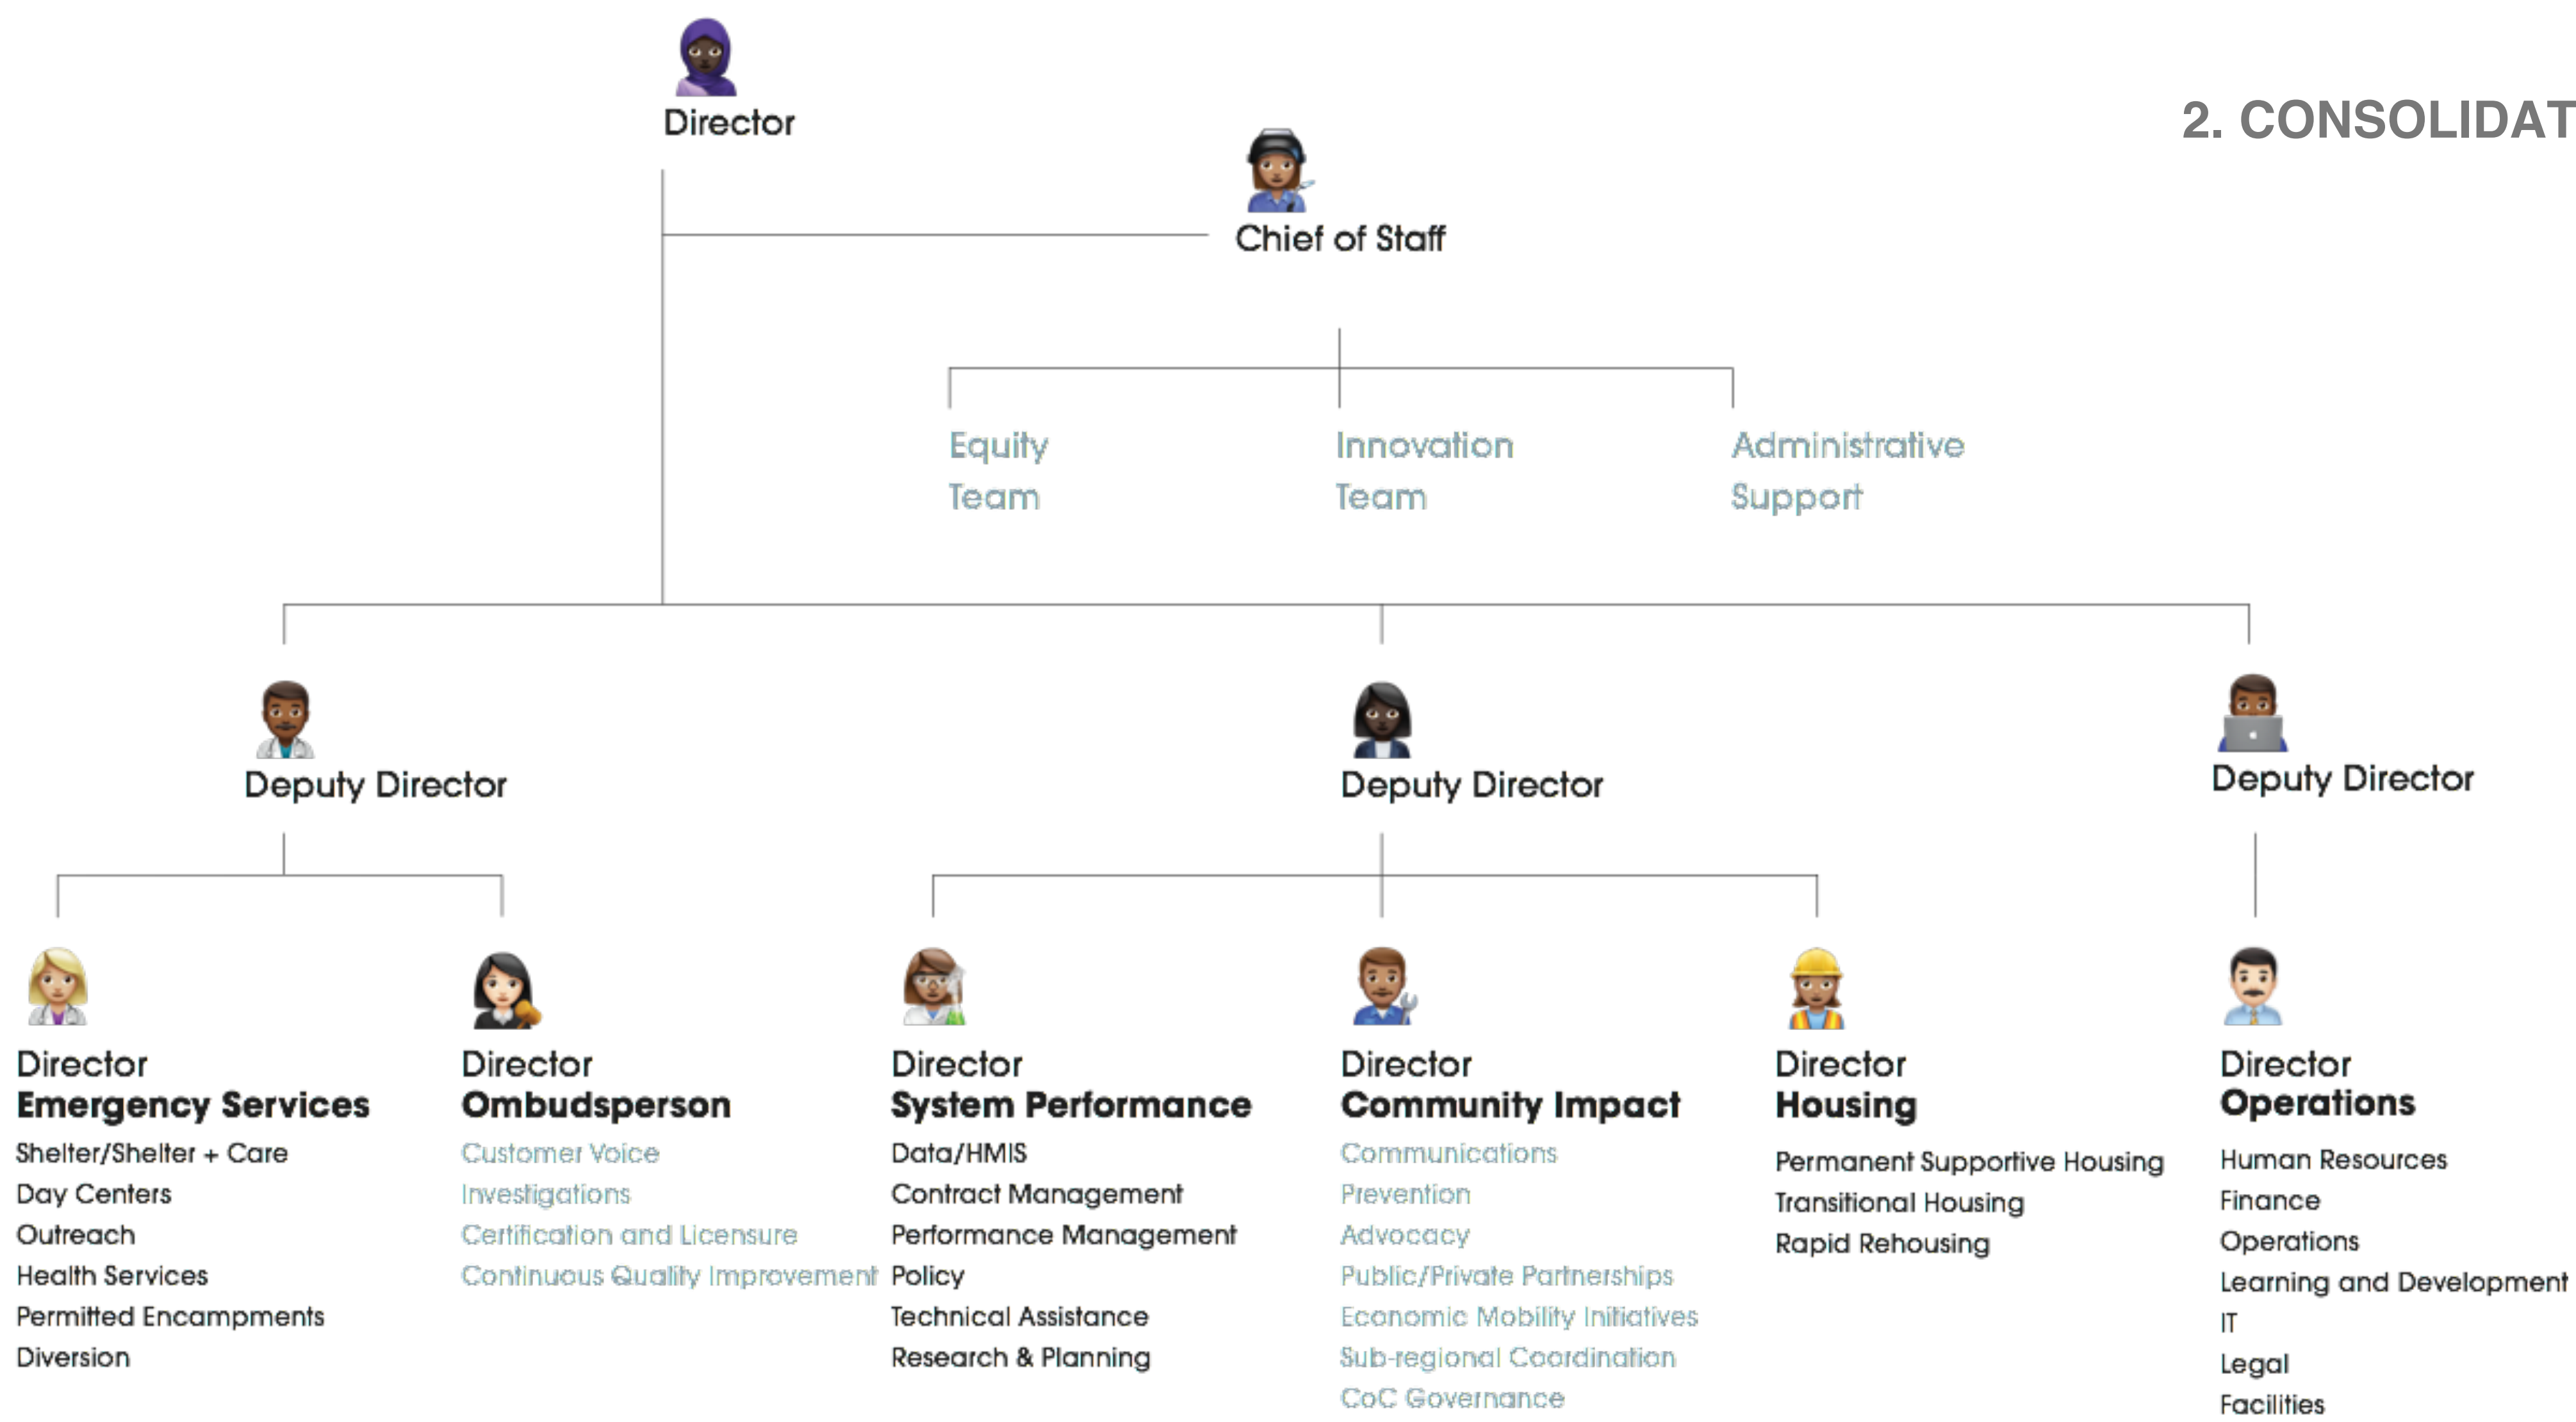 Director
2. CONSOLIDAT
Chief of Staff
Equity
Team
Innovation
Team
Administrative
Support
Deputy Director
Deputy Director
Deputy Director
Director
Emergency Services
Shelter/Shelter + Care
Day Centers
Outreach
Health Services
Permitted Encampments
Diversion
Director
Ombudsperson
Customer Voice
Investigations
Certification and Licensure
Continuous Quality Improvement
Director
System Performance
Data/HMIS
Contract Management
Performance Management
Policy
Technical Assistance
Research & Planning
Director
Community Impact
Communications
Prevention
Advocacy
Public/Private Partnerships
Economic Mobility Initiatives
Sub-regional Coordination
CoC Governance
Director
Housing
Permanent Supportive Housing
Transitional Housing
Rapid Rehousing
Director
Operations
Human Resources
Finance
Operations
Learning and Development
IT
Legal
Facilities